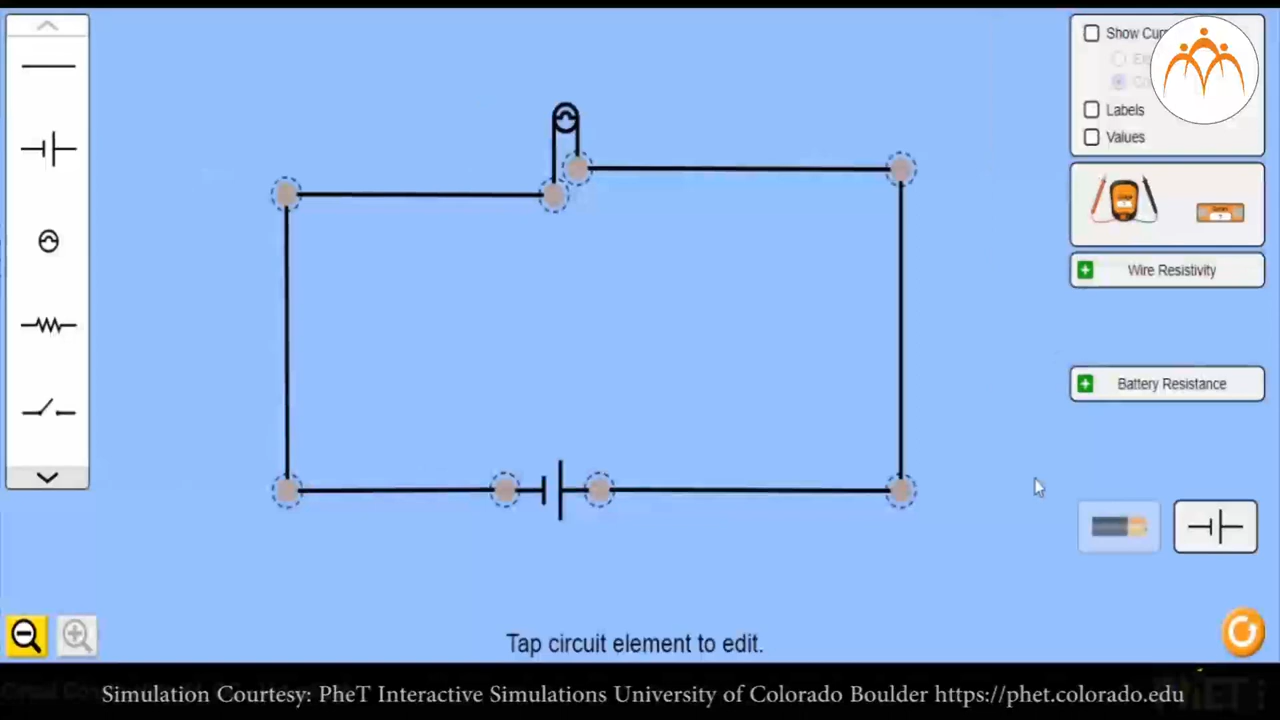 Show
Labels
Values
Wire Resistivity
Battery Resistance
Tap circuit element to edit.
Simulation Courtesy: PheT Interactive Simulations University of Colorado Boulder https://phet.colorado.edu